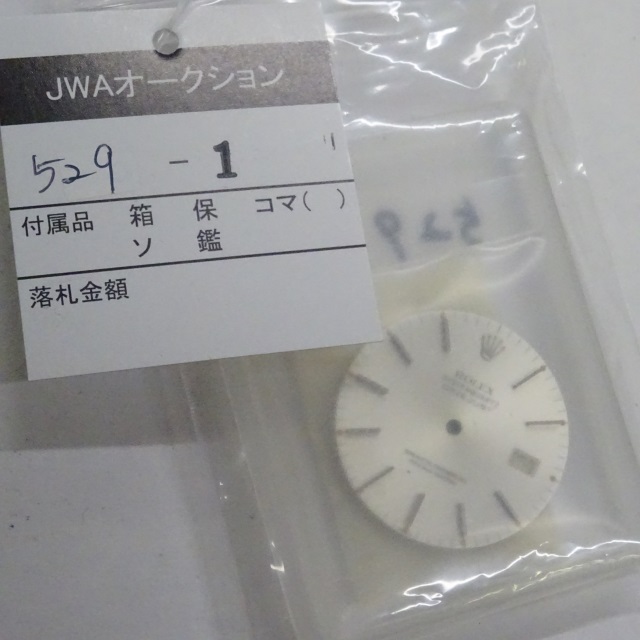 JWAオークション
529 - 1
付属品 箱 保 コマ( )
ソ 鑑
落札金額
ROLEX